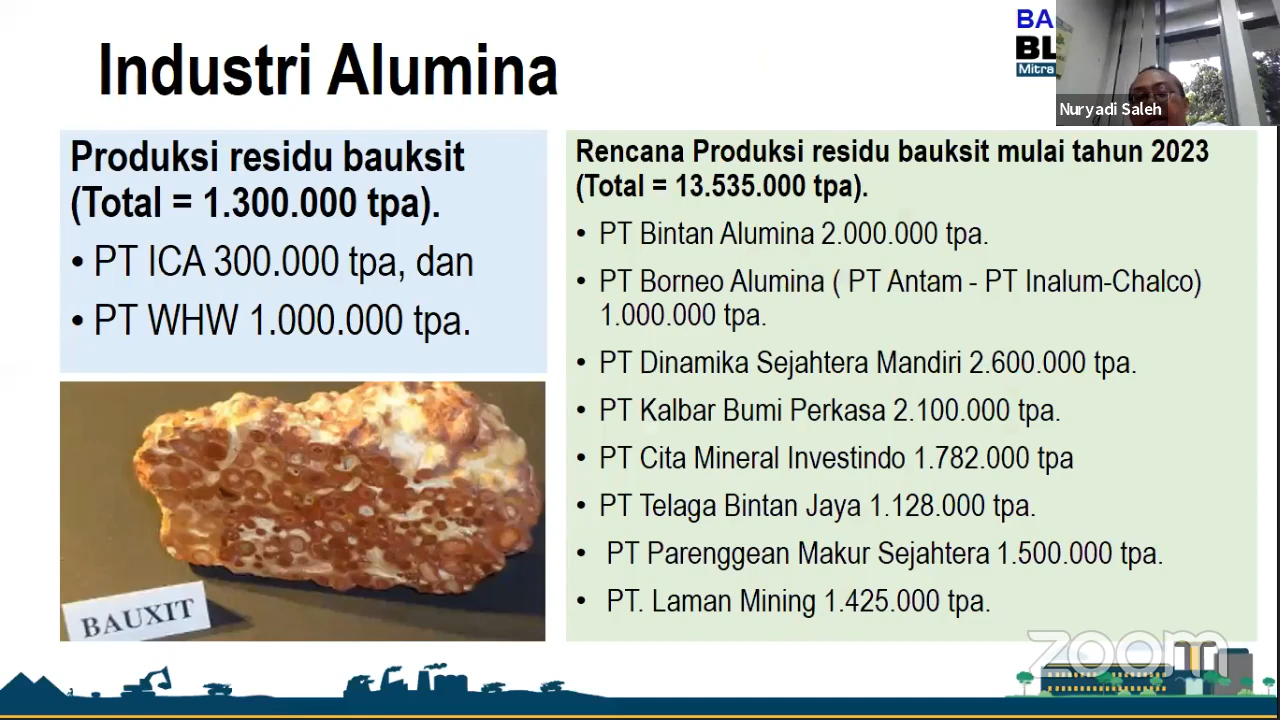 Industri Alumina
BA
BL
Mitra
Nuryadi Saleh
Produksi residu bauksit
(Total = 1.300.000 tpa).
• PT ICA 300.000 tpa, dan
• PT WHW 1.000.000 tpa.
BAUXIT
Rencana Produksi residu bauksit mulai tahun 2023
(Total = 13.535.000 tpa).
• PT Bintan Alumina 2.000.000 tpa.
• PT Borneo Alumina ( PT Antam - PT Inalum-Chalco)
1.000.000 tpa.
• PT Dinamika Sejahtera Mandiri 2.600.000 tpa.
• PT Kalbar Bumi Perkasa 2.100.000 tpa.
• PT Cita Mineral Investindo 1.782.000 tpa
• PT Telaga Bintan Jaya 1.128.000 tpa.
• PT Parenggean Makur Sejahtera 1.500.000 tpa.
• PT. Laman Mining 1.425.000 tpa.
zoom